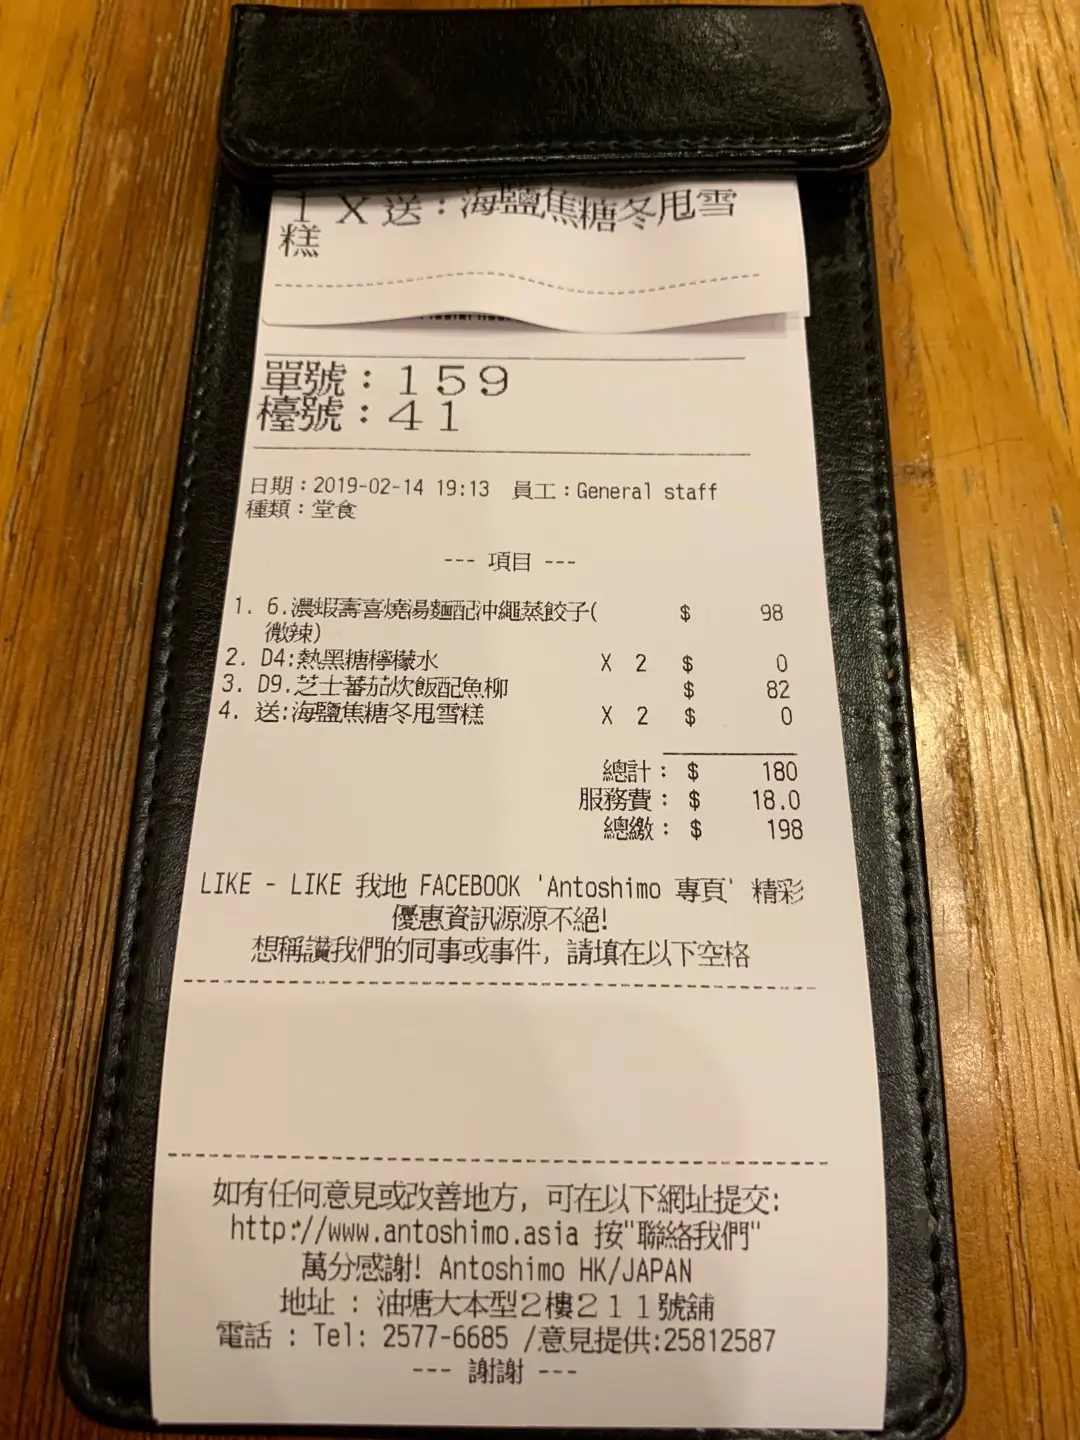 1 X 送：海鹽焦糖冬甩雪
糕
單號：159
檯號：41
日期：2019-02-14 19:13 員工：General staff
種類：堂食
--- 項目 ---
1. 6.濃蝦壽喜燒湯麵配沖繩蒸餃子( $ 98
微辣)
2. D4:熱黑糖檸檬水 X 2 $ 0
3. D9.芝士蕃茄炊飯配魚柳 $ 82
4. 送:海鹽焦糖冬甩雪糕 X 2 $ 0
總計： $ 180
服務費： $ 18.0
總繳： $ 198
LIKE - LIKE 我地 FACEBOOK 'Antoshimo 專頁' 精彩
優惠資訊源源不絕!
想稱讚我們的同事或事件, 請填在以下空格
如有任何意見或改善地方, 可在以下網址提交:
http://www.antoshimo.asia 按"聯絡我們"
萬分感謝! Antoshimo HK/JAPAN
地址 : 油塘大本型2樓211號舖
電話 : Tel: 2577-6685 /意見提供:25812587
--- 謝謝 ---